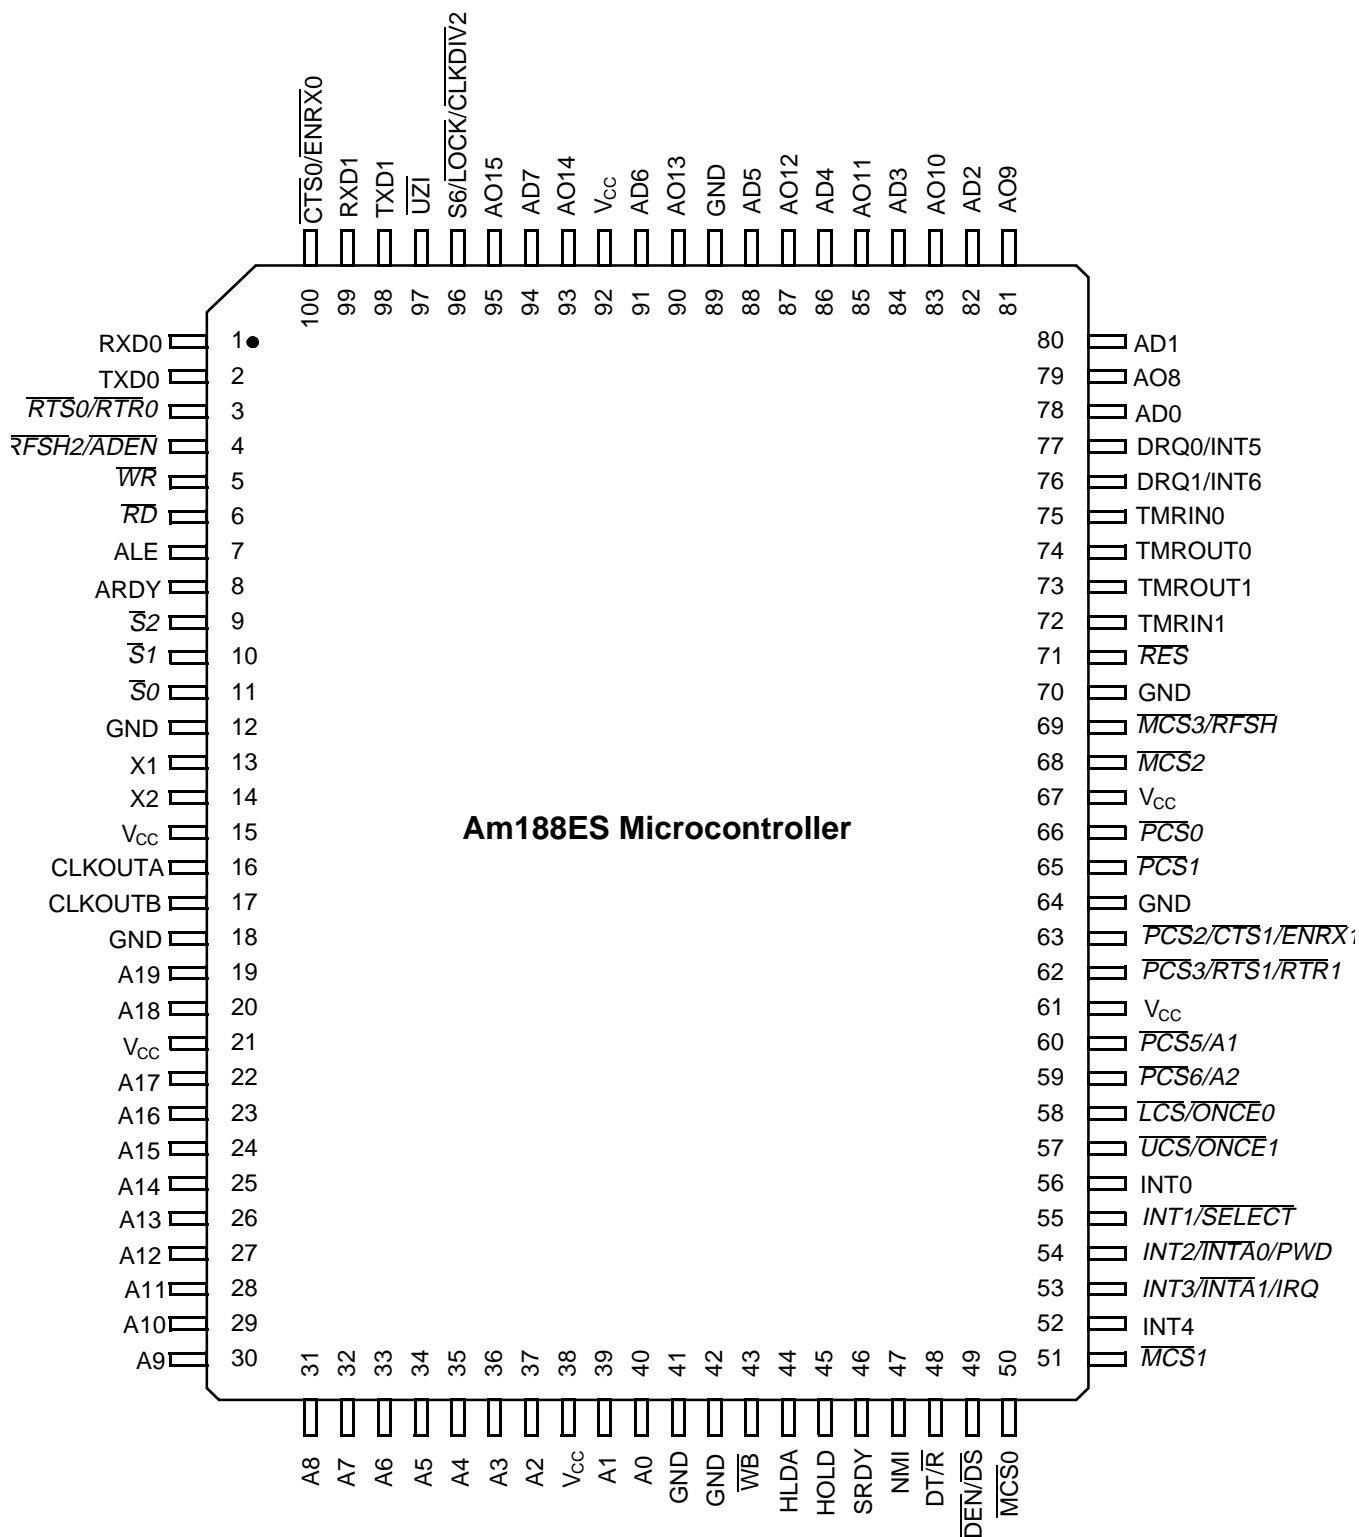 CTS0/ENRX0
RXD1
TXD1
UZI
S6/LOCK/CLKDIV2
AO15
AD7
AO14
VCC
AD6
AO13
GND
AD5
AO12
AD4
AO11
AD3
AO10
AD2
AO9
100 99 98 97 96 95 94 93 92 91 90 89 88 87 86 85 84 83 82 81
RXD0 1 80 AD1
TXD0 2 79 AO8
RTS0/RTR0 3 78 AD0
RFSH2/ADEN 4 77 DRQ0/INT5
WR 5 76 DRQ1/INT6
RD 6 75 TMRIN0
ALE 7 74 TMROUT0
ARDY 8 73 TMROUT1
S2 9 72 TMRIN1
S1 10 71 RES
S0 11 70 GND
GND 12 69 MCS3/RFSH
X1 13 68 MCS2
X2 14 67 VCC
VCC 15 Am188ES Microcontroller 66 PCS0
CLKOUTA 16 65 PCS1
CLKOUTB 17 64 GND
GND 18 63 PCS2/CTS1/ENRX1
A19 19 62 PCS3/RTS1/RTR1
A18 20 61 VCC
VCC 21 60 PCS5/A1
A17 22 59 PCS6/A2
A16 23 58 LCS/ONCE0
A15 24 57 UCS/ONCE1
A14 25 56 INT0
A13 26 55 INT1/SELECT
A12 27 54 INT2/INTA0/PWD
A11 28 53 INT3/INTA1/IRQ
A10 29 52 INT4
A9 30 51 MCS1
31 32 33 34 35 36 37 38 39 40 41 42 43 44 45 46 47 48 49 50
A8
A7
A6
A5
A4
A3
A2
VCC
A1
A0
GND
GND
WB
HLDA
HOLD
SRDY
NMI
DT/R
DEN/DS
MCS0